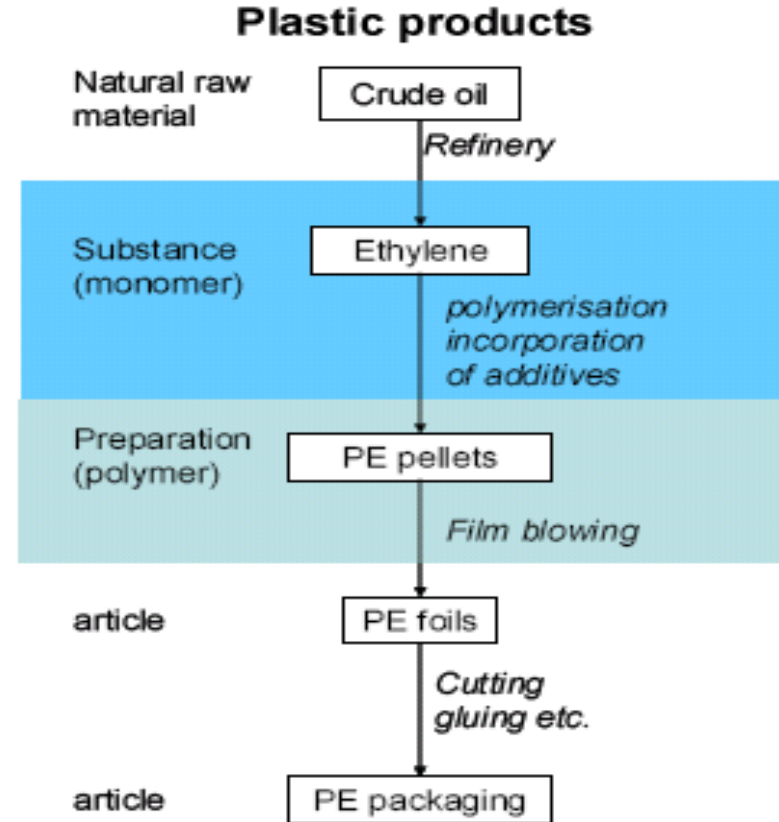 Plastic products
Natural raw
material
Crude oil
Refinery
Substance
(monomer)
Ethylene
polymerisation
incorporation
of additives
Preparation
(polymer)
PE pellets
Film blowing
article
PE foils
Cutting
gluing etc.
article
PE packaging